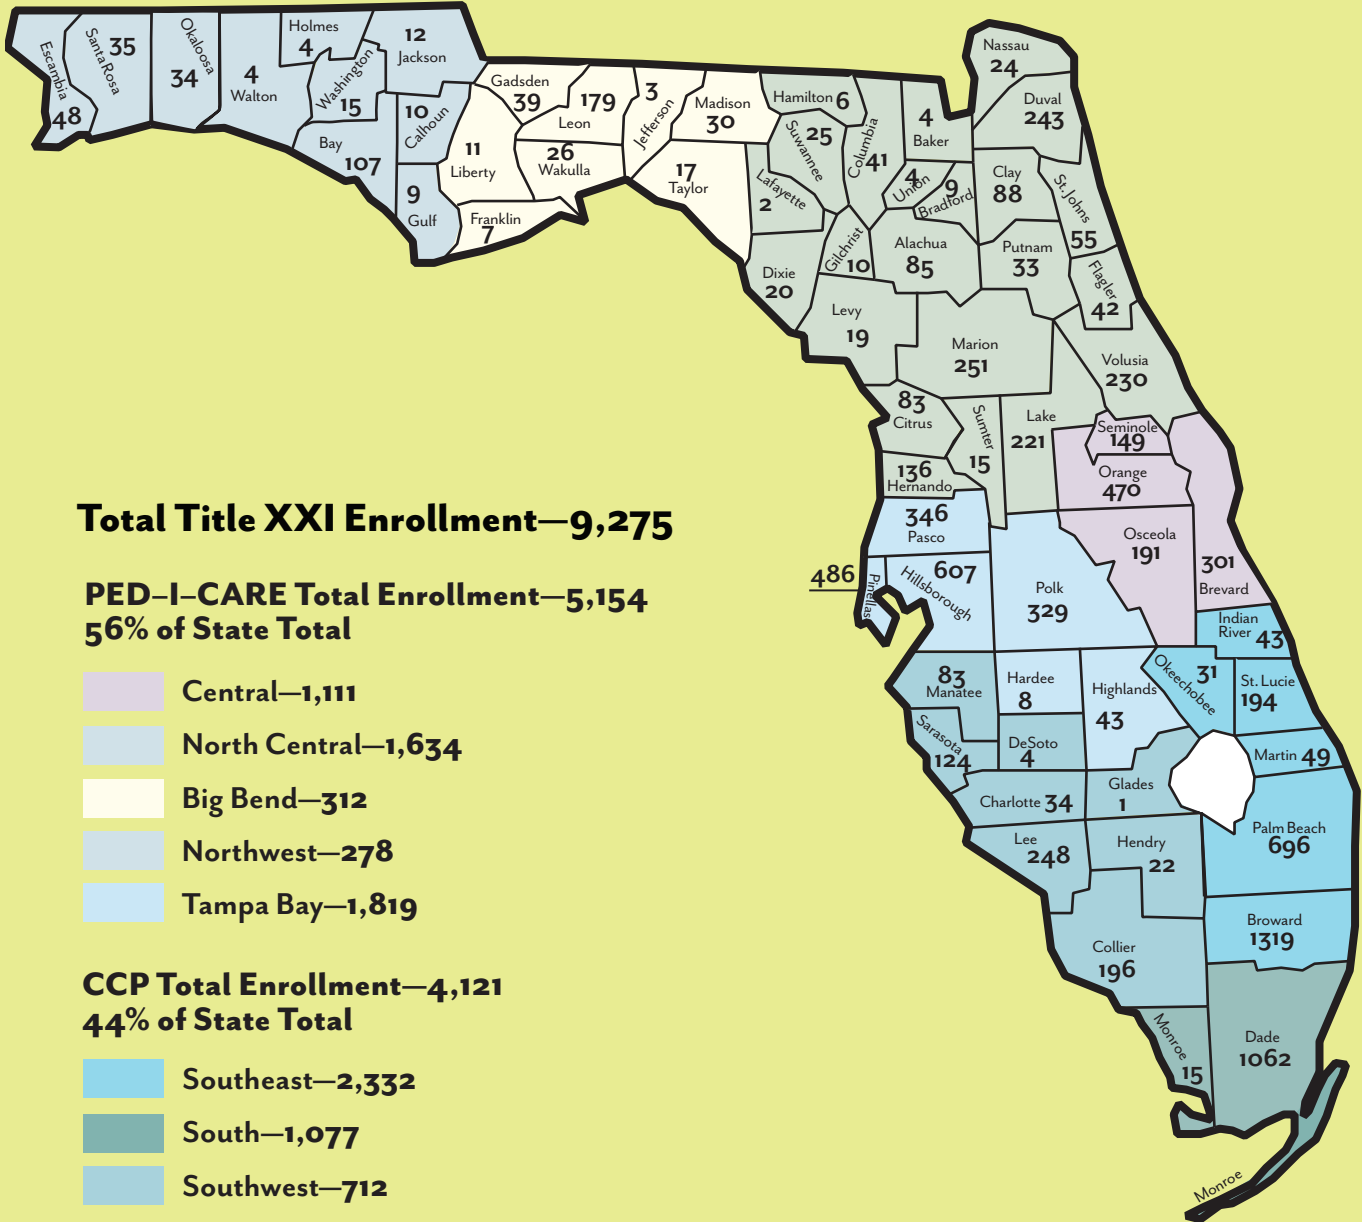 Escambia
48
Santa Rosa
35
Okaloosa
34
4
Walton
Holmes
4
Washington
15
12
Jackson
Bay
107
10
Calhoun
9
Gulf
Gadsden
39
11
Liberty
Franklin
7
179
Leon
26
Wakulla
3
Jefferson
Madison
30
17
Taylor
Hamilton 6
25
Suwannee
Lafayette
2
Columbia
41
4
Baker
Nassau
24
Duval
243
4
Union
9
Bradford
Clay
88
St. Johns
55
Dixie
20
Gilchrist
10
Alachua
85
Putnam
33
Flagler
42
Levy
19
Marion
251
Volusia
230
83
Citrus
Sumter
15
Lake
221
Seminole
149
Orange
470
136
Hernando
346
Pasco
Osceola
191
301
Brevard
486
Pinellas
607
Hillsborough
Polk
329
Indian
River 43
83
Manatee
Hardee
8
Highlands
43
Okeechobee
31
St. Lucie
194
Sarasota
124
DeSoto
4
Martin 49
Charlotte 34
Glades
1
Palm Beach
696
Lee
248
Hendry
22
Broward
1319
Collier
196
Monroe
15
Dade
1062
Monroe
Total Title XXI Enrollment—9,275
PED–I–CARE Total Enrollment—5,154
56% of State Total
Central—1,111
North Central—1,634
Big Bend—312
Northwest—278
Tampa Bay—1,819
CCP Total Enrollment—4,121
44% of State Total
Southeast—2,332
South—1,077
Southwest—712